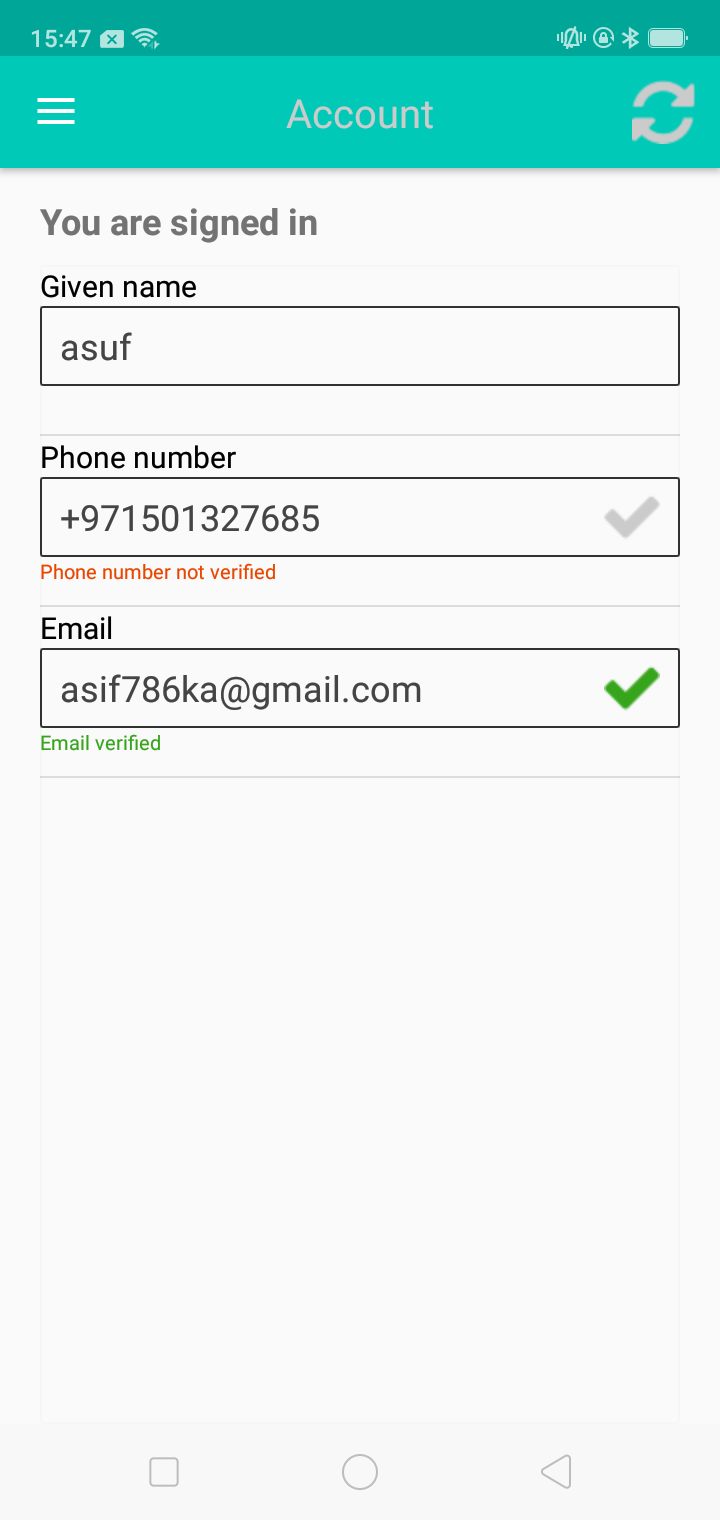 15:47
Account
You are signed in
Given name
asuf
Phone number
+971501327685
Phone number not verified
Email
asif786ka@gmail.com
Email verified